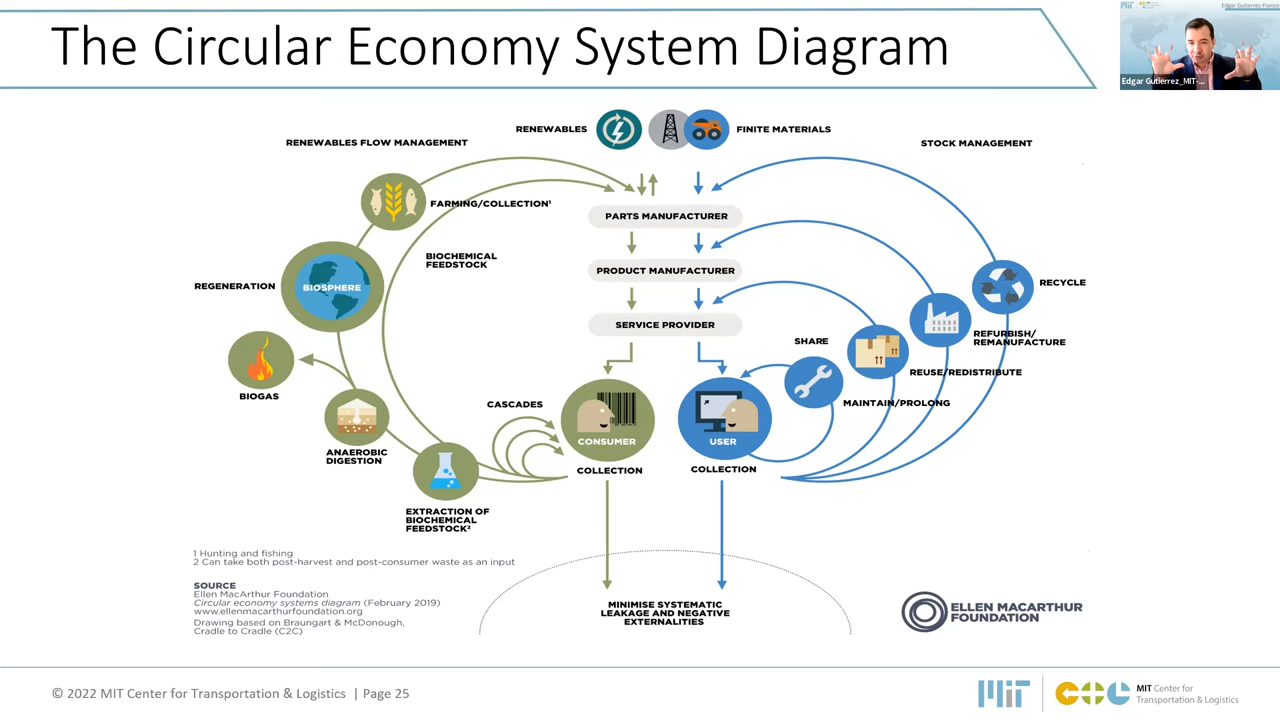 The Circular Economy System Diagram
Edgar Gutierrez-Franco
Edgar Gutierrez_MIT-...
RENEWABLES
FINITE MATERIALS
RENEWABLES FLOW MANAGEMENT
STOCK MANAGEMENT
FARMING/COLLECTION¹
PARTS MANUFACTURER
BIOCHEMICAL
FEEDSTOCK
PRODUCT MANUFACTURER
REGENERATION
BIOSPHERE
RECYCLE
SERVICE PROVIDER
SHARE
REFURBISH/
REMANUFACTURE
REUSE/REDISTRIBUTE
BIOGAS
CASCADES
MAINTAIN/PROLONG
CONSUMER
USER
ANAEROBIC
DIGESTION
COLLECTION
COLLECTION
EXTRACTION OF
BIOCHEMICAL
FEEDSTOCK²
1 Hunting and fishing
2 Can take both post-harvest and post-consumer waste as an input
SOURCE
Ellen MacArthur Foundation
Circular economy systems diagram (February 2019)
www.ellenmacarthurfoundation.org
Drawing based on Braungart & McDonough,
Cradle to Cradle (C2C)
MINIMISE SYSTEMATIC
LEAKAGE AND NEGATIVE
EXTERNALITIES
ELLEN MACARTHUR
FOUNDATION
© 2022 MIT Center for Transportation & Logistics | Page 25
MIT
MIT Center for
Transportation & Logistics